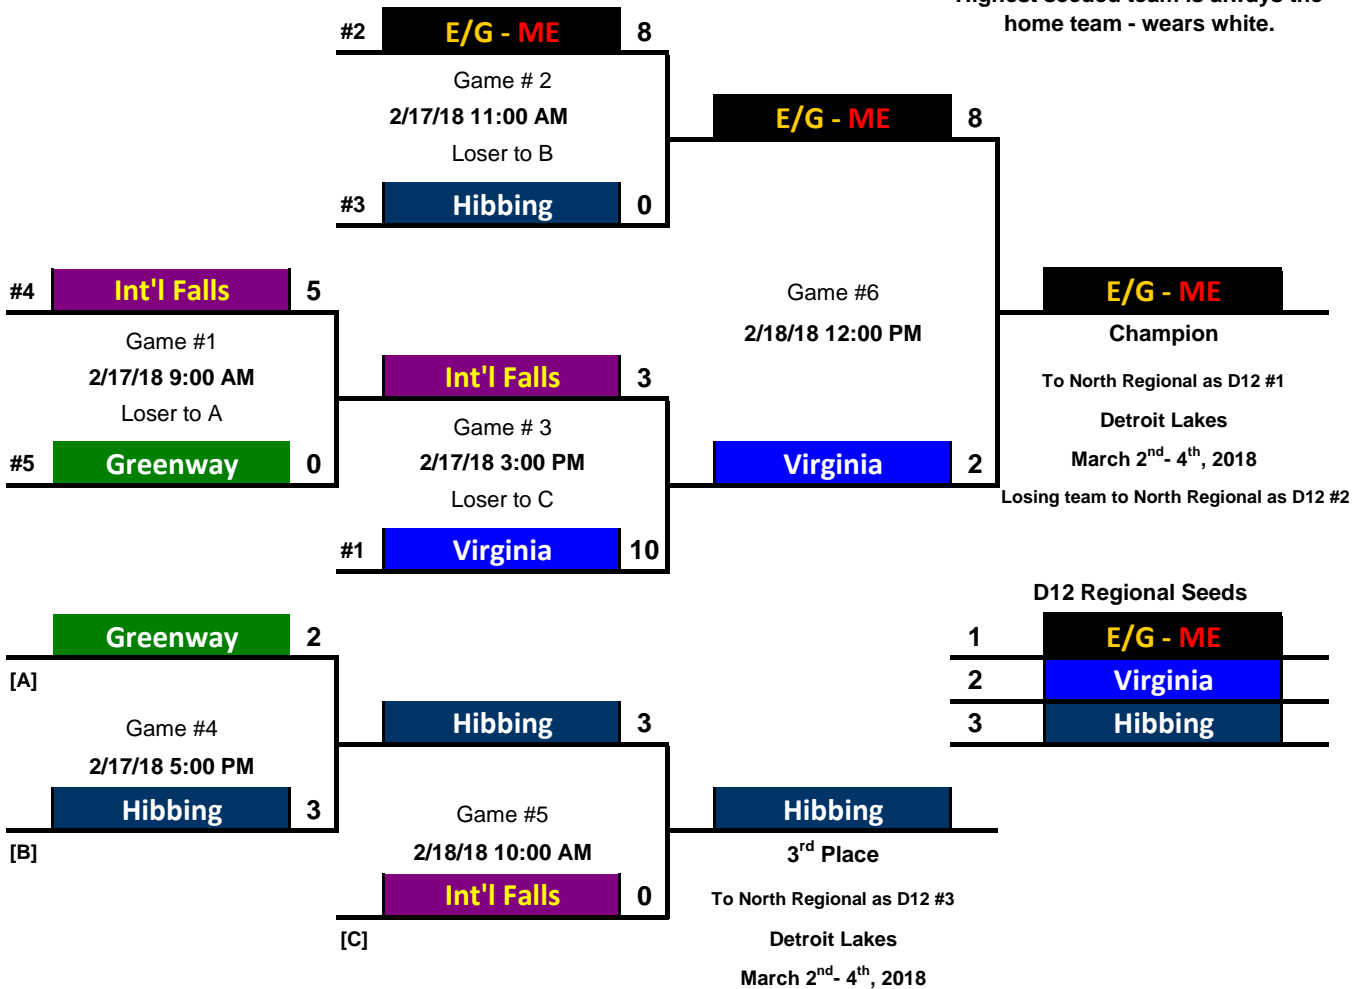 Highest seeded team is always the
home team - wears white.
#2 E/G - ME 8
Game # 2
2/17/18 11:00 AM
Loser to B
#3 Hibbing 0
E/G - ME 8
Game #6
2/18/18 12:00 PM
Virginia 2
#4 Int'l Falls 5
Game #1
2/17/18 9:00 AM
Loser to A
#5 Greenway 0
Int'l Falls 3
Game # 3
2/17/18 3:00 PM
Loser to C
#1 Virginia 10
E/G - ME
Champion
To North Regional as D12 #1
Detroit Lakes
March 2nd- 4th, 2018
Losing team to North Regional as D12 #2
D12 Regional Seeds
1 E/G - ME
2 Virginia
3 Hibbing
Greenway 2
[A]
Game #4
2/17/18 5:00 PM
Hibbing 3
[B]
Hibbing 3
Game #5
2/18/18 10:00 AM
Int'l Falls 0
[C]
Hibbing
3rd Place
To North Regional as D12 #3
Detroit Lakes
March 2nd- 4th, 2018